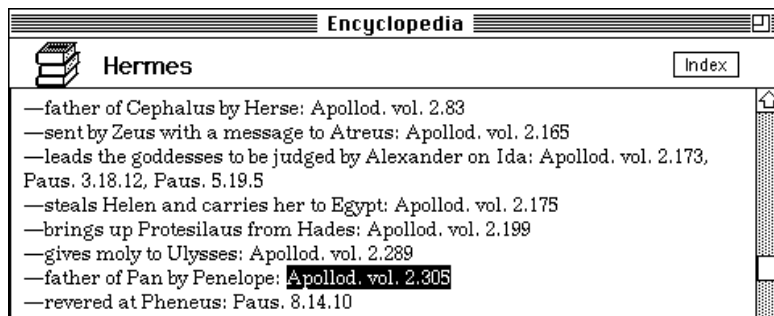 Encyclopedia
Hermes
Index
—father of Cephalus by Herse: Apollod. vol. 2.83
—sent by Zeus with a message to Atreus: Apollod. vol. 2.165
—leads the goddesses to be judged by Alexander on Ida: Apollod. vol. 2.173,
Paus. 3.18.12, Paus. 5.19.5
—steals Helen and carries her to Egypt: Apollod. vol. 2.175
—brings up Protesilaus from Hades: Apollod. vol. 2.199
—gives moly to Ulysses: Apollod. vol. 2.289
—father of Pan by Penelope: Apollod. vol. 2.305
—revered at Pheneus: Paus. 8.14.10